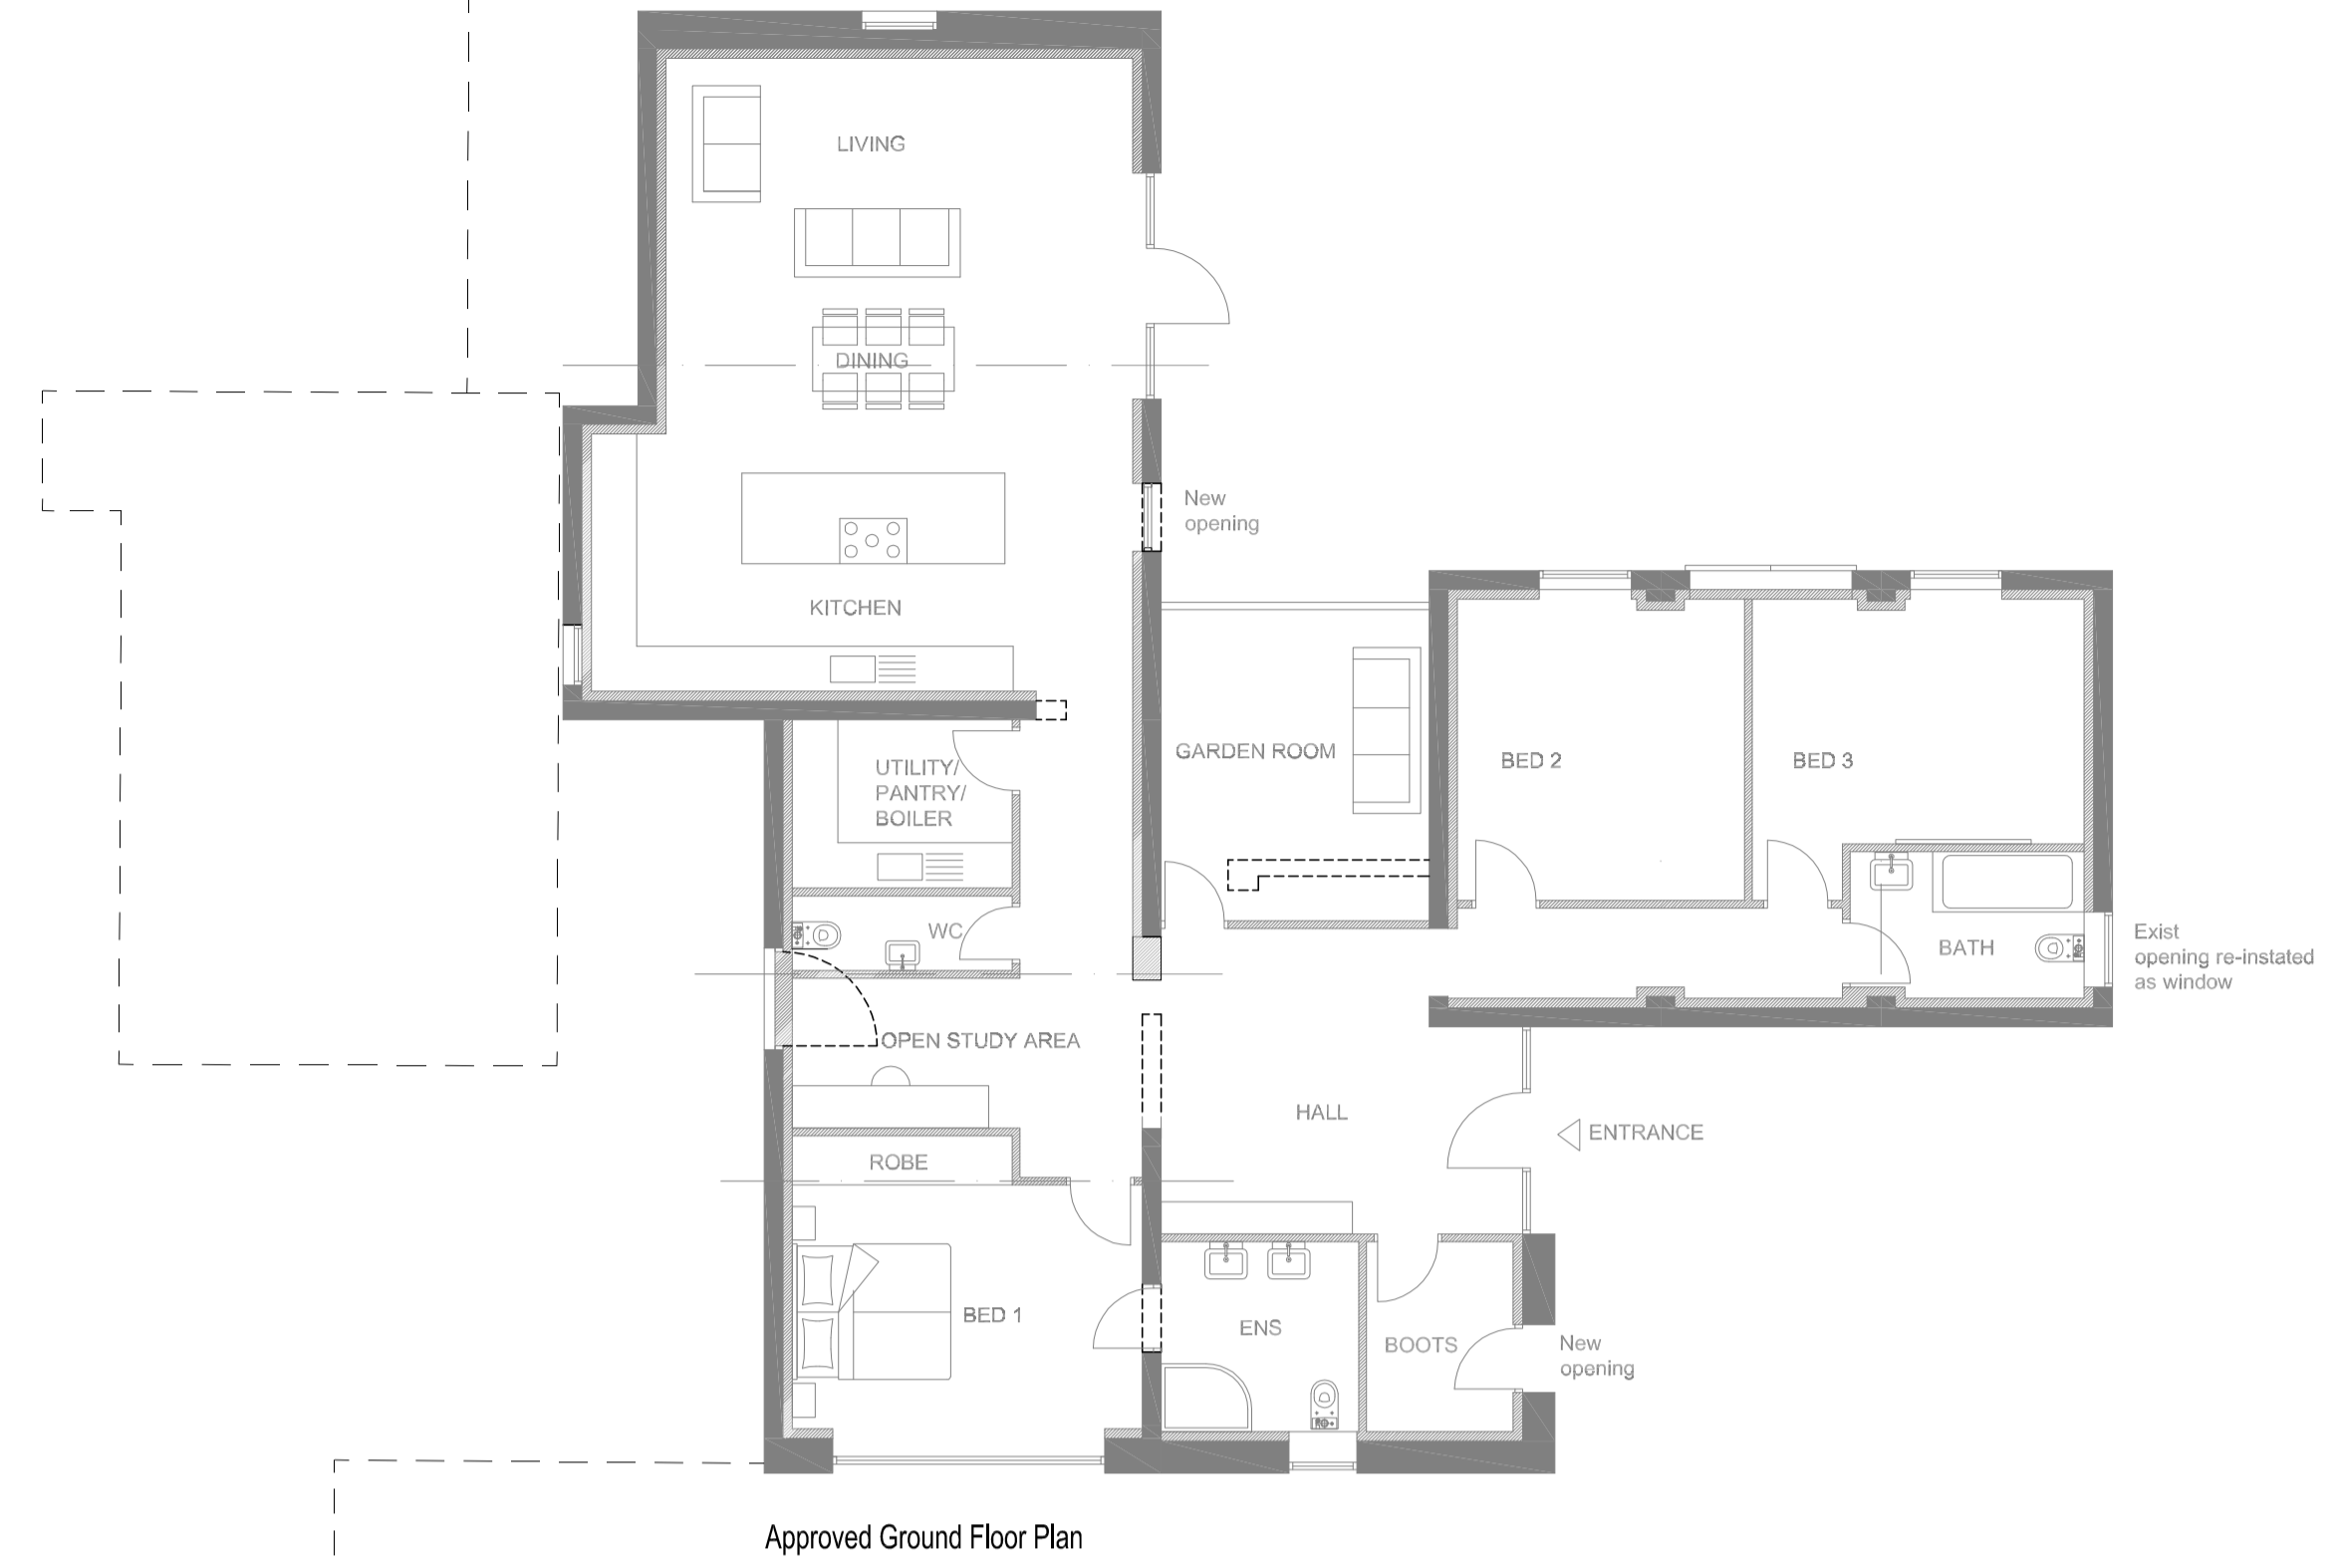 LIVING
DINING
New
opening
KITCHEN
GARDEN ROOM
BED 2
BED 3
UTILITY/
PANTRY/
BOILER
WC
BATH
Exist
opening re-instated
as window
OPEN STUDY AREA
HALL
ENTRANCE
ROBE
BED 1
ENS
BOOTS
New
opening
Approved Ground Floor Plan